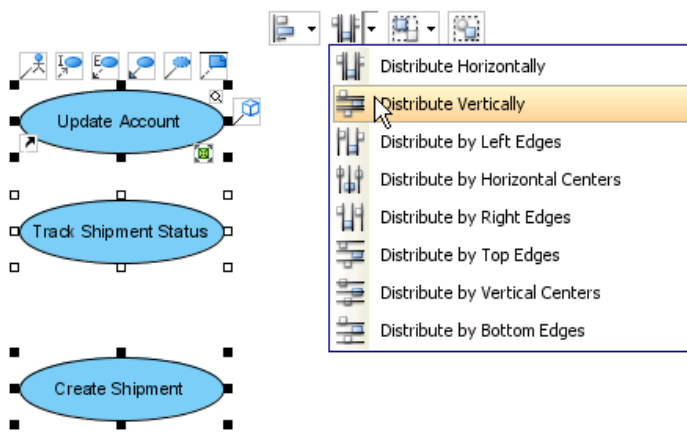 Distribute Horizontally
Distribute Vertically
Distribute by Left Edges
Distribute by Horizontal Centers
Distribute by Right Edges
Distribute by Top Edges
Distribute by Vertical Centers
Distribute by Bottom Edges
I
E
Update Account
Track Shipment Status
Create Shipment